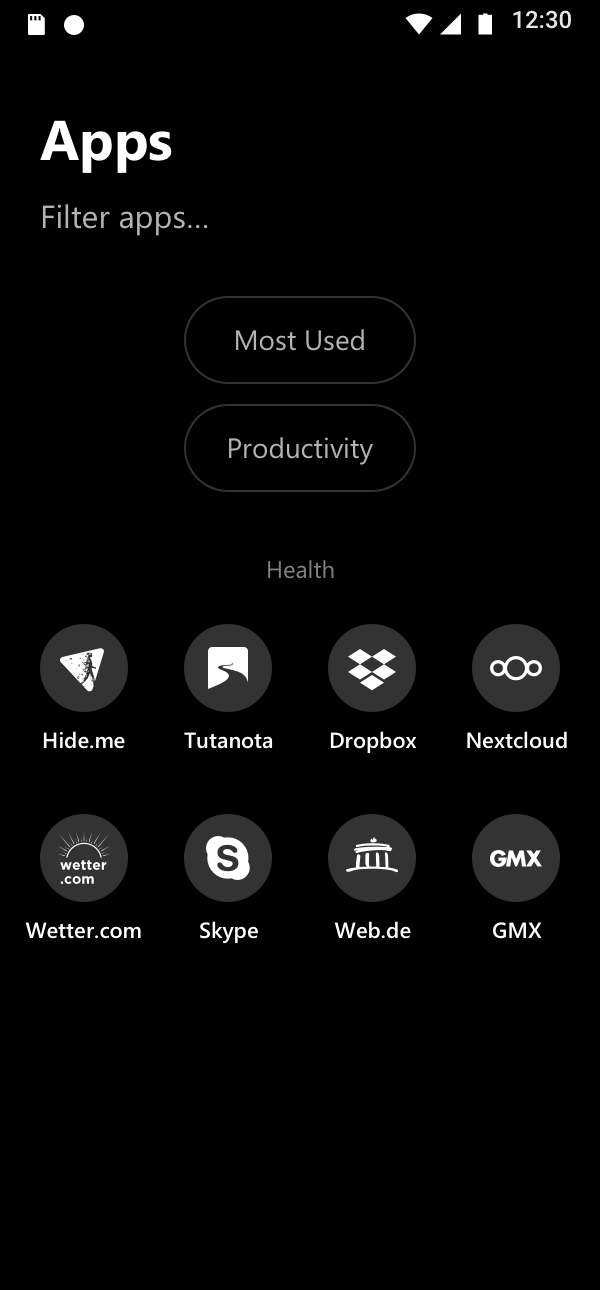 12:30
Apps
Filter apps...
Most Used
Productivity
Health
Hide.me
Tutanota
Dropbox
Nextcloud
wetter
.com
S
GMX
Wetter.com
Skype
Web.de
GMX